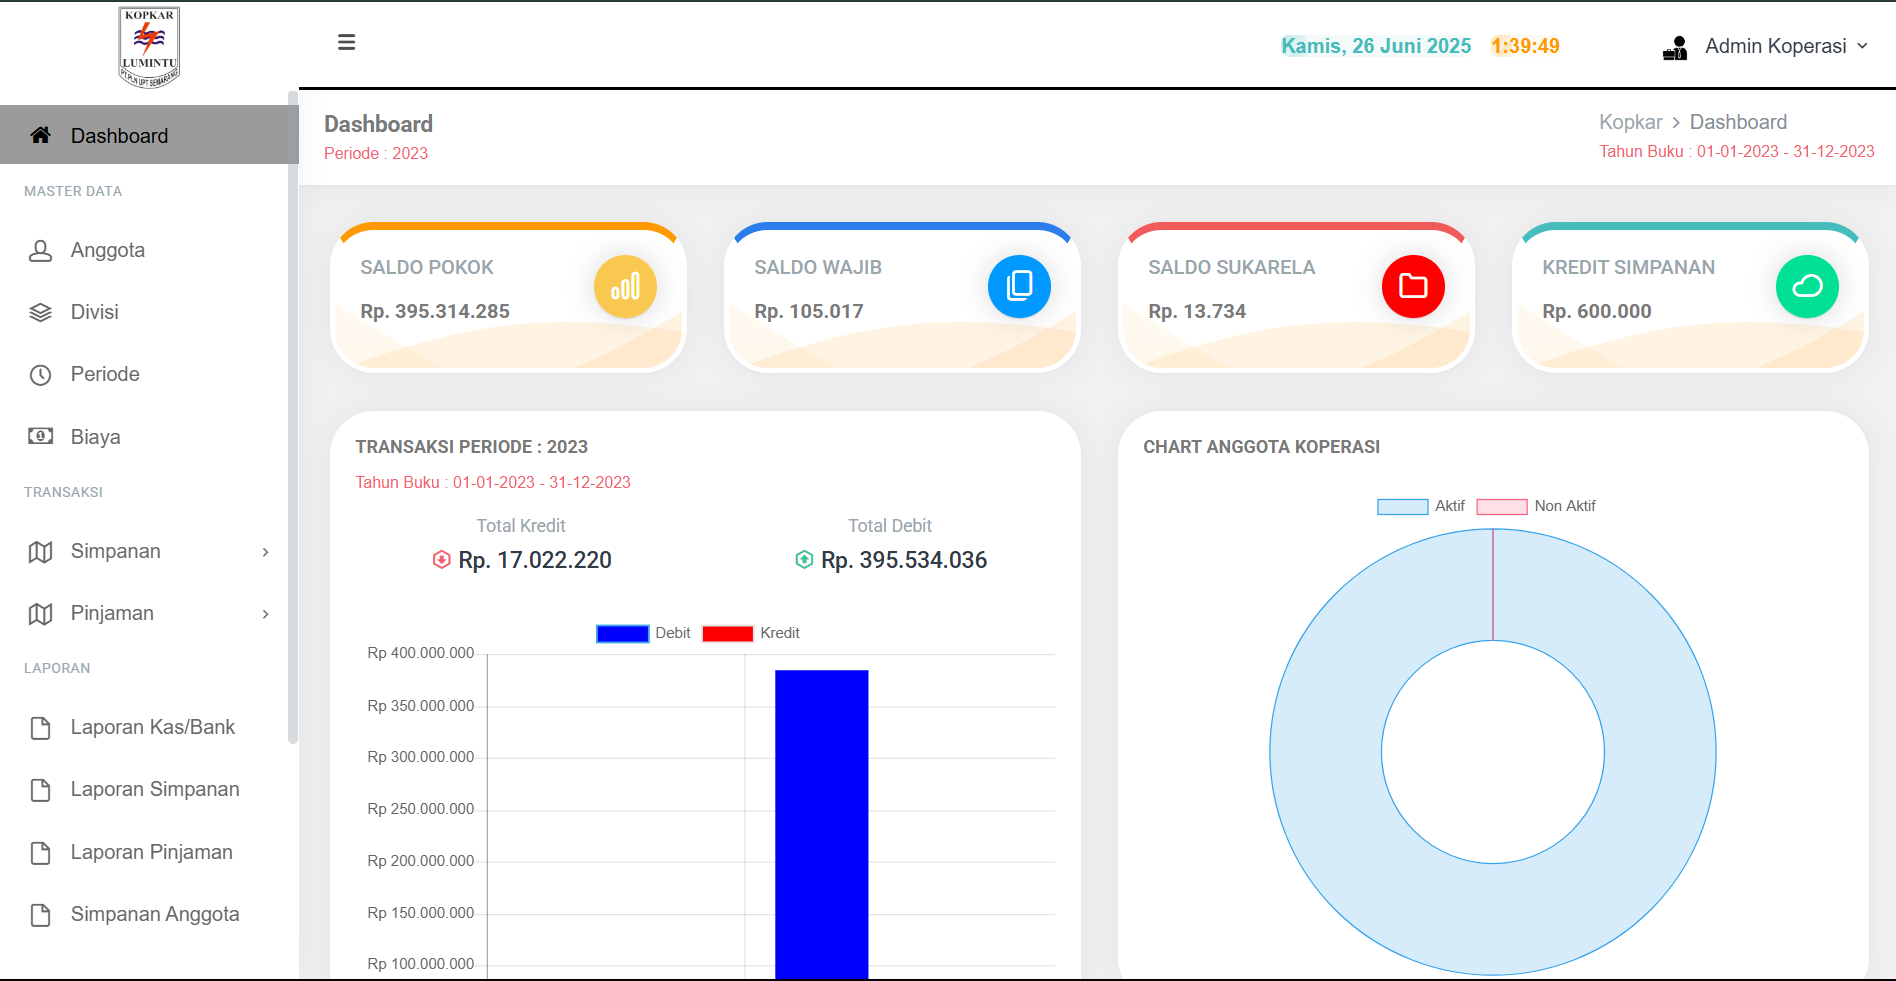 KOPKAR
LUMINTU
PT.PLN UPT SEMARANG
Kamis, 26 Juni 2025 1:39:49
Admin Koperasi
Dashboard
MASTER DATA
Anggota
Divisi
Periode
Biaya
TRANSAKSI
Simpanan
Pinjaman
LAPORAN
Laporan Kas/Bank
Laporan Simpanan
Laporan Pinjaman
Simpanan Anggota
Dashboard
Periode : 2023
Kopkar > Dashboard
Tahun Buku : 01-01-2023 - 31-12-2023
SALDO POKOK
Rp. 395.314.285
SALDO WAJIB
Rp. 105.017
SALDO SUKARELA
Rp. 13.734
KREDIT SIMPANAN
Rp. 600.000
TRANSAKSI PERIODE : 2023
Tahun Buku : 01-01-2023 - 31-12-2023
Total Kredit
Rp. 17.022.220
Total Debit
Rp. 395.534.036
Debit Kredit
Rp 400.000.000
Rp 350.000.000
Rp 300.000.000
Rp 250.000.000
Rp 200.000.000
Rp 150.000.000
Rp 100.000.000
CHART ANGGOTA KOPERASI
Aktif Non Aktif